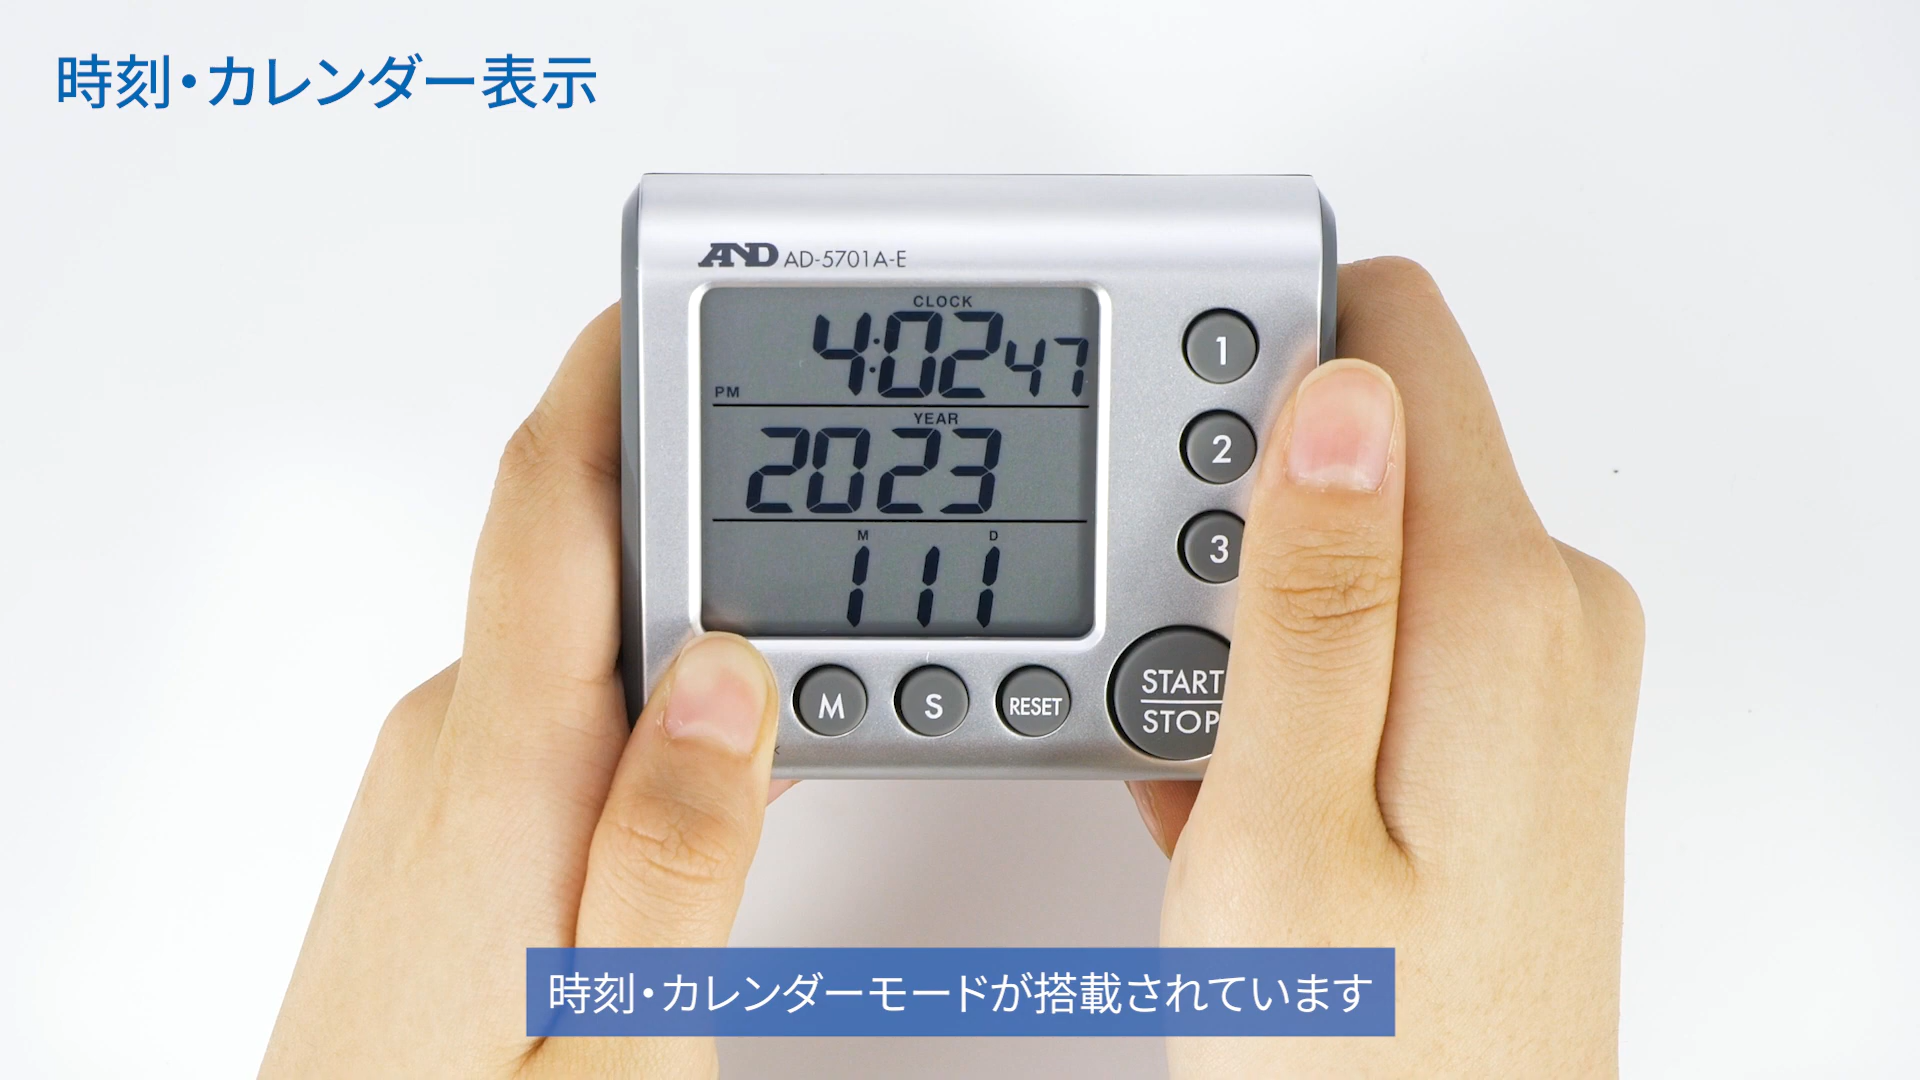 時刻・カレンダー表示
AND AD-5701A-E
CLOCK
4:02 47
PM
YEAR
2023
M D
1 11
1
2
3
M
S
RESET
START
STOP
時刻・カレンダーモードが搭載されています